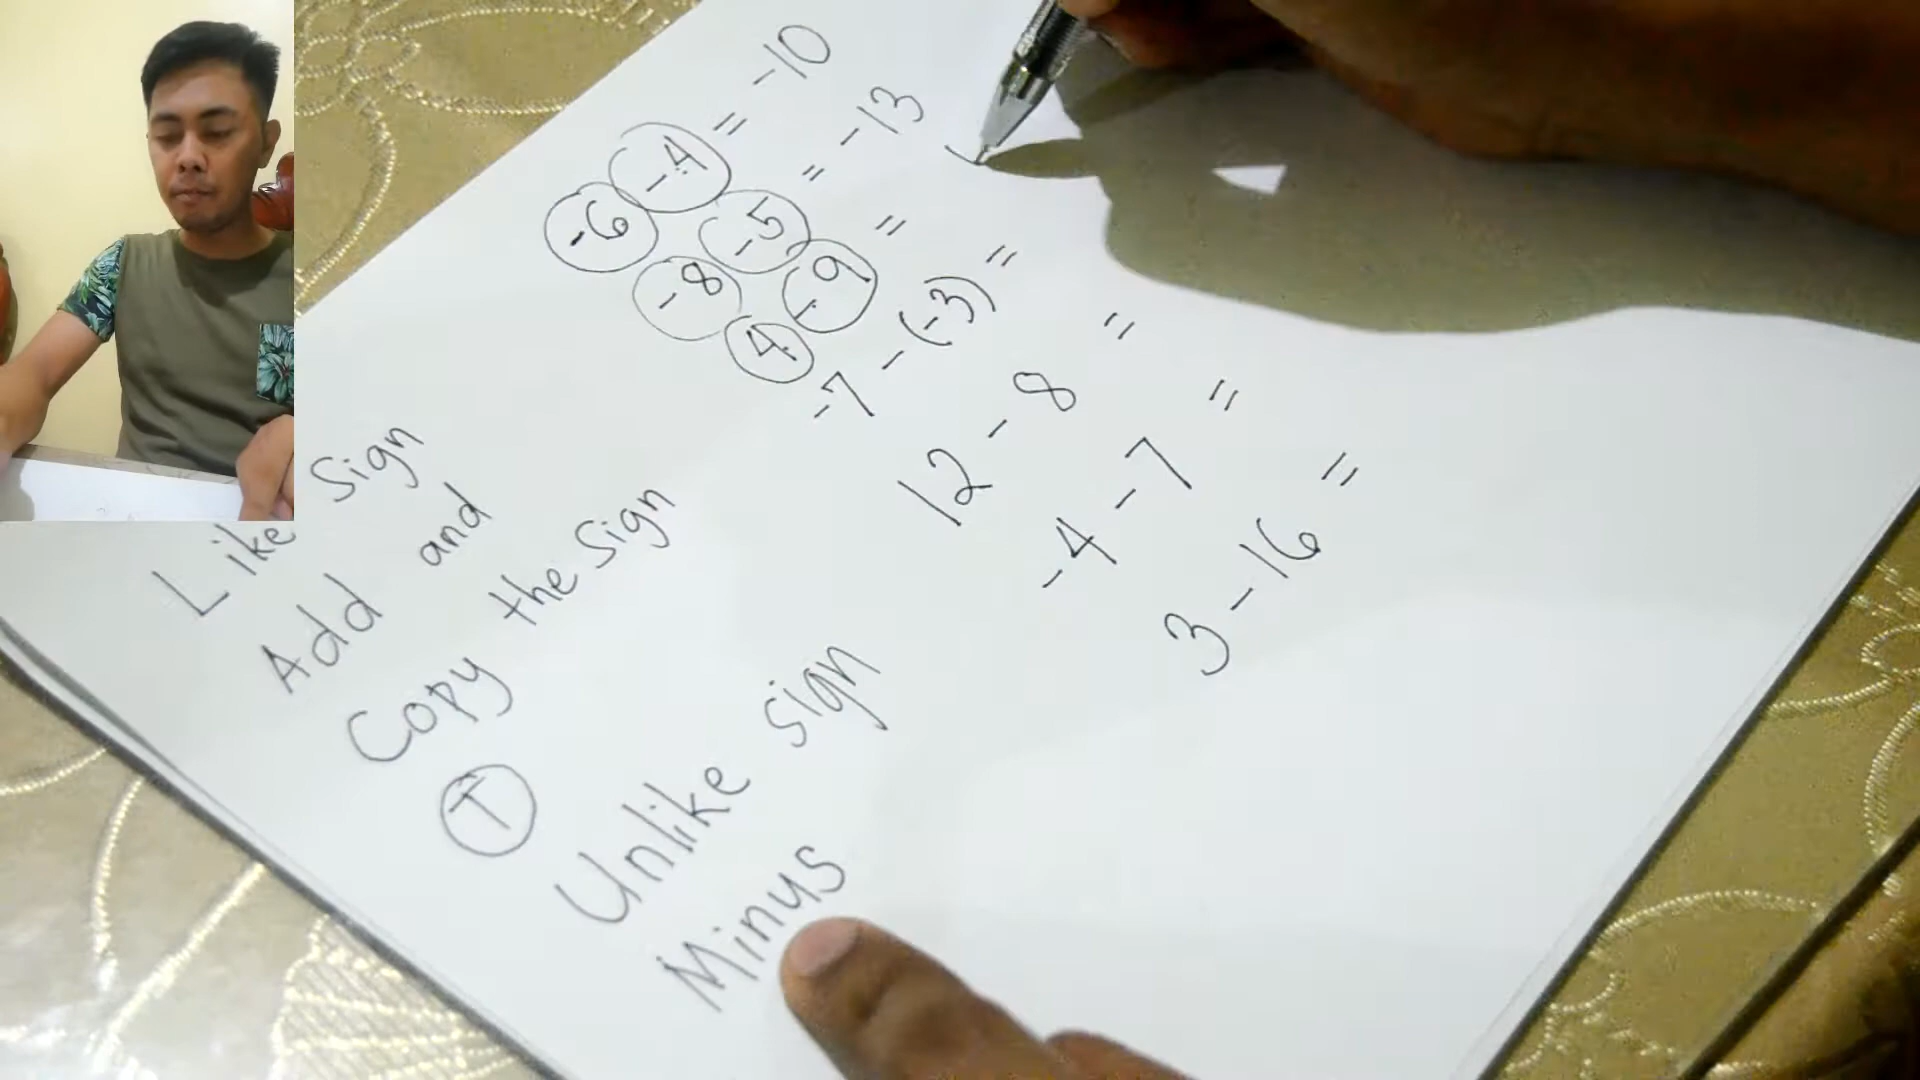 -6 -4 = -10
-8 -5 = -13
4 -9 =
-7 - (-3) =
12 - 8 =
-4 - 7 =
3 - 16 =
Like Sign
Add and
Copy the Sign
Unlike sign
Minus